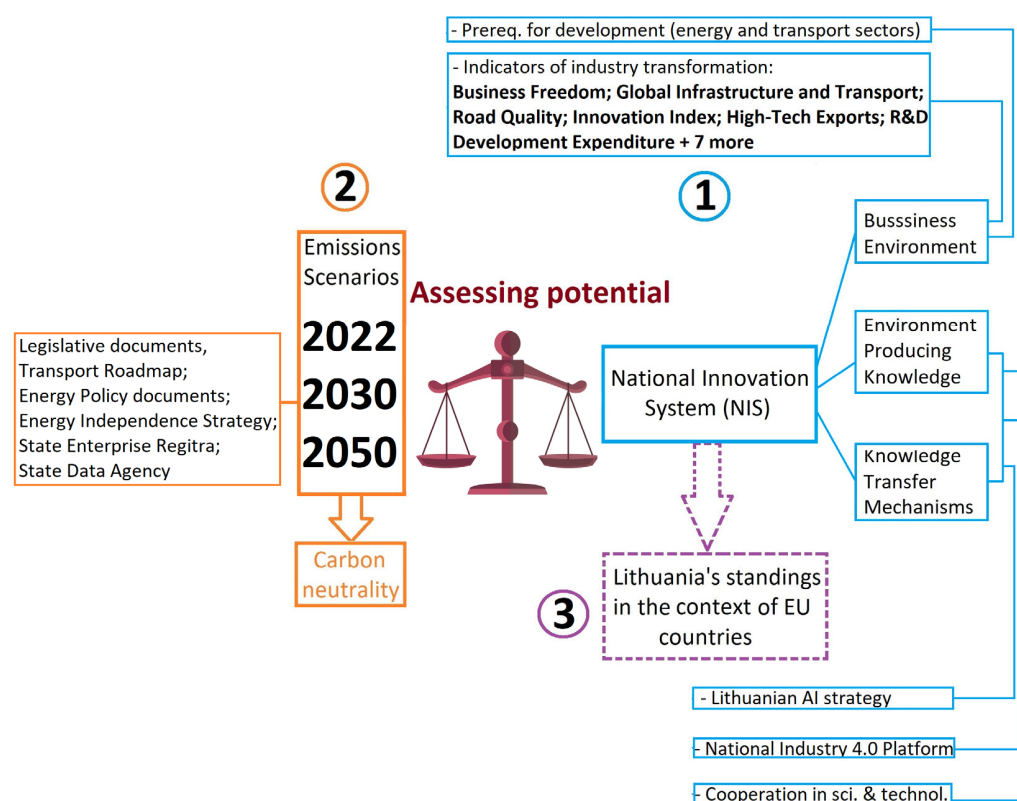 - Prereq. for development (energy and transport sectors)
- Indicators of industry transformation:
Business Freedom; Global Infrastructure and Transport;
Road Quality; Innovation Index; High-Tech Exports; R&D
Development Expenditure + 7 more
2
1
Emissions
Scenarios
2022
2030
2050
Assessing potential
Busssiness
Environment
Environment
Producing
Knowledge
Knowledge
Transfer
Mechanisms
National Innovation
System (NIS)
Legislative documents,
Transport Roadmap;
Energy Policy documents;
Energy Independence Strategy;
State Enterprise Regitra;
State Data Agency
Carbon
neutrality
3
Lithuania's standings
in the context of EU
countries
- Lithuanian AI strategy
- National Industry 4.0 Platform
- Cooperation in sci. & technol.